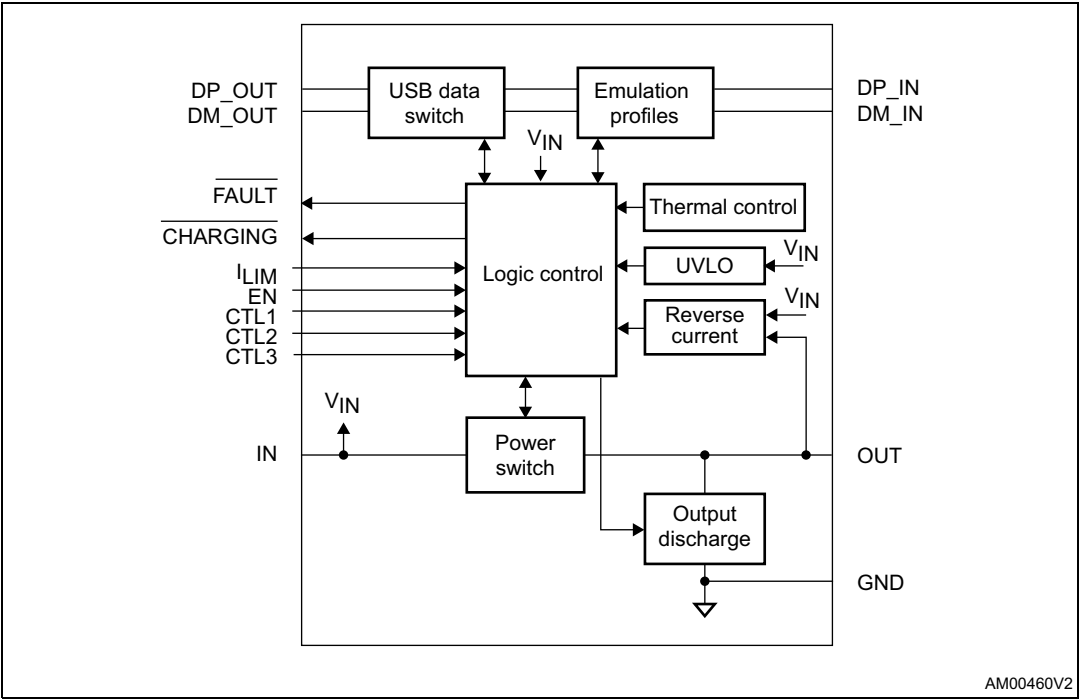 DP_OUT
DM_OUT
USB data
switch
Emulation
profiles
DP_IN
DM_IN
VIN
FAULT
CHARGING
ILIM
EN
CTL1
CTL2
CTL3
Logic control
Thermal control
UVLO
VIN
Reverse
current
VIN
VIN
IN
Power
switch
OUT
Output
discharge
GND
AM00460V2